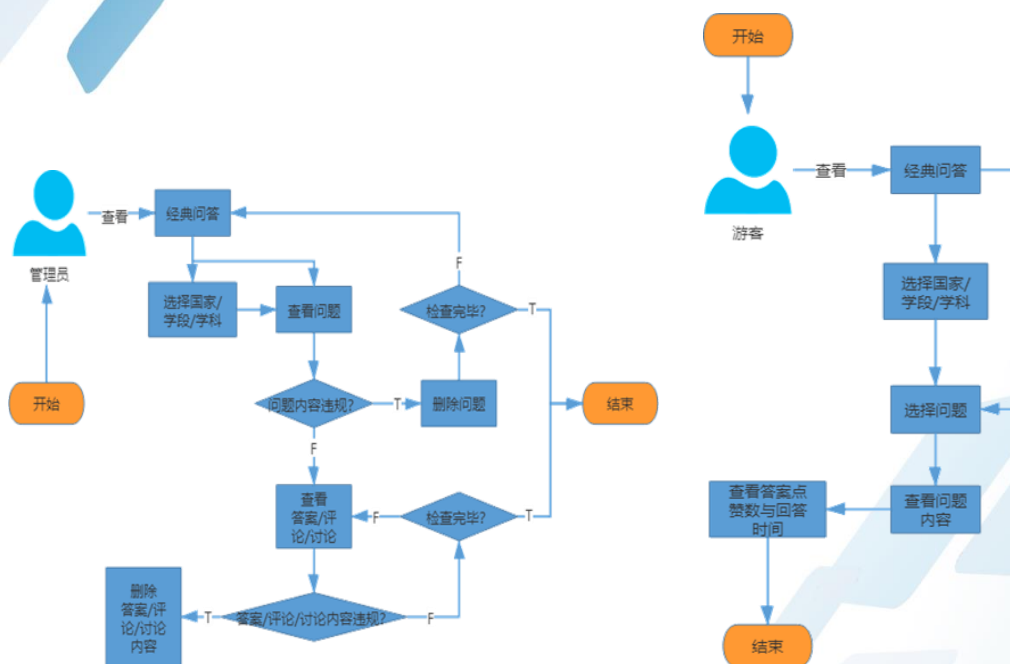 查看
经典问答
管理员
选择国家/
学段/学科
查看问题
F
检查完毕?
T
开始
问题内容违规?
T
删除问题
结束
F
查看
答案/评
论/讨论
F
检查完毕?
T
删除
答案/评
论/讨论
内容
T
答案/评论/讨论内容违规?
F
开始
查看
经典问答
游客
选择国家/
学段/学科
选择问题
查看问题
内容
查看答案点
赞数与回答
时间
结束